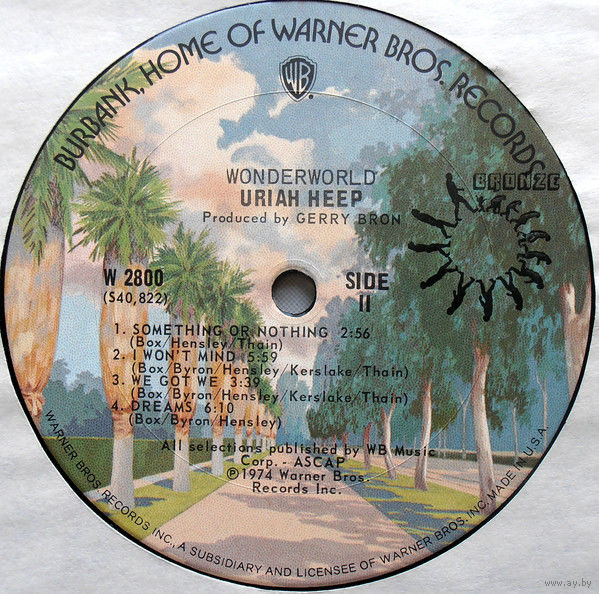 BURBANK, HOME OF WARNER BROS. RECORDS
WB
WONDERWORLD
URIAH HEEP
Produced by GERRY BRON
BRONZE
W 2800
(S40,822)
SIDE
II
1. SOMETHING OR NOTHING 2:56
(Box/Hensley/Thain)
2. I WON'T MIND 5:59
(Box/Byron/Hensley/Kerslake/Thain)
3. WE GOT WE 3:39
(Box/Byron/Hensley/Kerslake/Thain)
4. DREAMS 6:10
(Box/Byron/Hensley)
All selections published by WB Music
Corp. - ASCAP
Ⓟ1974 Warner Bros.
Records Inc.
WARNER BROS. RECORDS INC., A SUBSIDIARY AND LICENSEE OF WARNER BROS. INC. MADE IN U.S.A.
www.ay.by